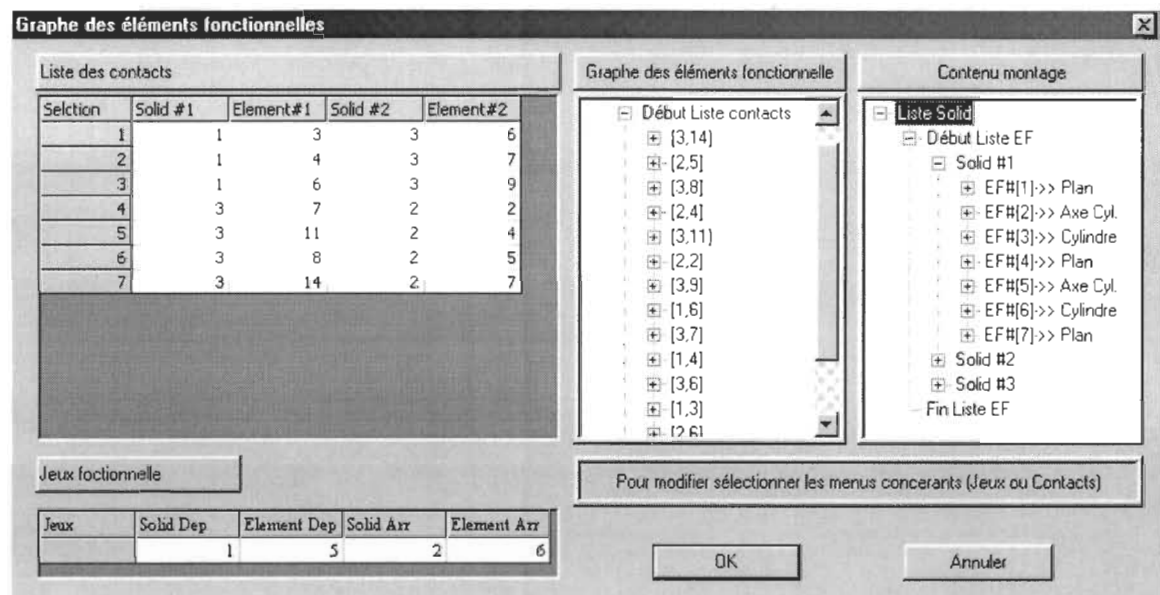 Graphe des éléments fonctionnelles
Liste des contacts
Selction Solid #1 Element#1 Solid #2 Element#2
1 1 3 3 6
2 1 4 3 7
3 1 6 3 9
4 3 7 2 2
5 3 11 2 4
6 3 8 2 5
7 3 14 2 7
Graphe des éléments fonctionnelle
Début Liste contacts
[3,14]
[2,5]
[3,8]
[2,4]
[3,11]
[2,2]
[3,9]
[1,6]
[3,7]
[1,4]
[3,6]
[1,3]
[2,6]
Contenu montage
Liste Solid
Début Liste EF
Solid #1
EF#[1]->> Plan
EF#[2]->> Axe Cyl.
EF#[3]->> Cylindre
EF#[4]->> Plan
EF#[5]->> Axe Cyl.
EF#[6]->> Cylindre
EF#[7]->> Plan
Solid #2
Solid #3
Fin Liste EF
Jeux foctionnelle
Jeux Solid Dep Element Dep Solid Arr Element Arr
1 5 2 6
Pour modifier sélectionner les menus concerants (Jeux ou Contacts)
OK
Annuler